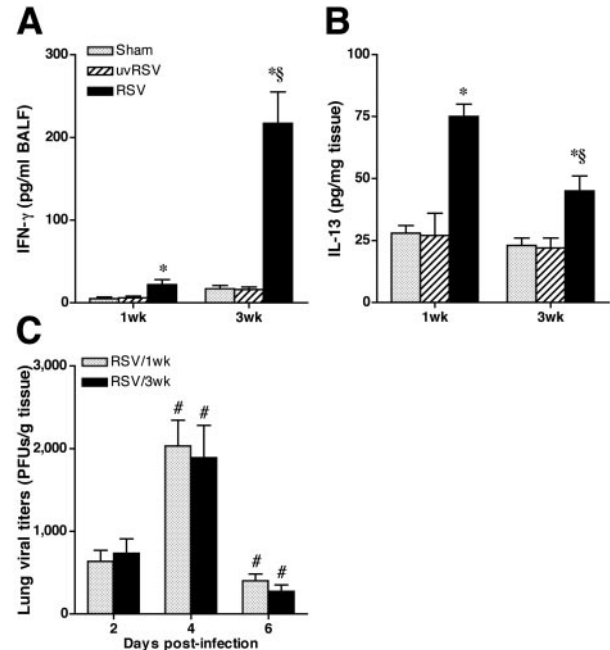 A
Sham
uvRSV
RSV
IFN-γ (pg/ml BALF)
300
200
100
0
*
*§
1wk
3wk
B
IL-13 (pg/mg tissue)
100
75
50
25
0
*
*§
1wk
3wk
C
RSV/1wk
RSV/3wk
Lung viral titers (PFUs/g tissue)
3,000
2,000
1,000
0
# #
# #
2
4
6
Days post-infection